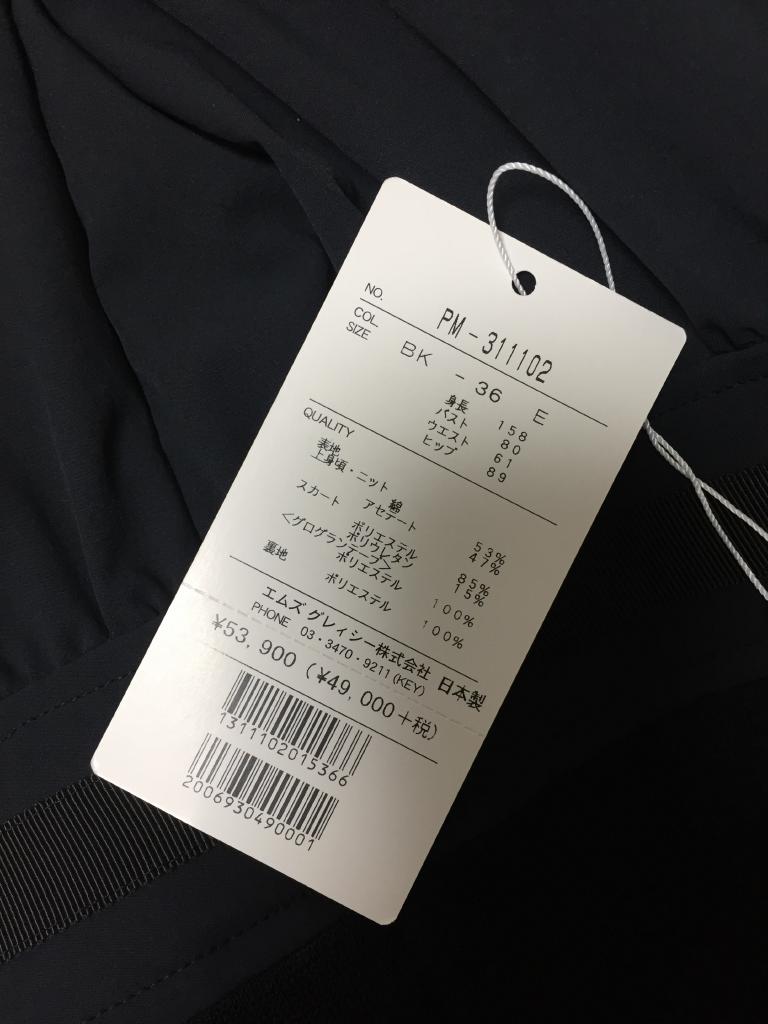 NO. PM-311102
COL. BK - 36 E
SIZE
身長 158
バスト 80
ウエスト 61
ヒップ 89
QUALITY
表地
上身頃・ニット
綿 53%
アセテート 47%
スカート
ポリエステル 85%
ポリウレタン 15%
<グログランテープ>
ポリエステル 100%
裏地
ポリエステル 100%
エムズ グレィシー株式会社 日本製
PHONE 03・3470・9211(KEY)
¥53,900 (¥49,000+税)
1311102015366
2006930490001